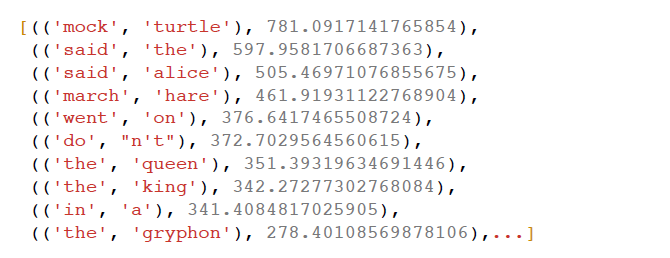 [(('mock', 'turtle'), 781.0917141765854),
(('said', 'the'), 597.9581706687363),
(('said', 'alice'), 505.46971076855675),
(('march', 'hare'), 461.91931122768904),
(('went', 'on'), 376.6417465508724),
(('do', "n't"), 372.7029564560615),
(('the', 'queen'), 351.39319634691446),
(('the', 'king'), 342.27277302768084),
(('in', 'a'), 341.4084817025905),
(('the', 'gryphon'), 278.40108569878106),...]